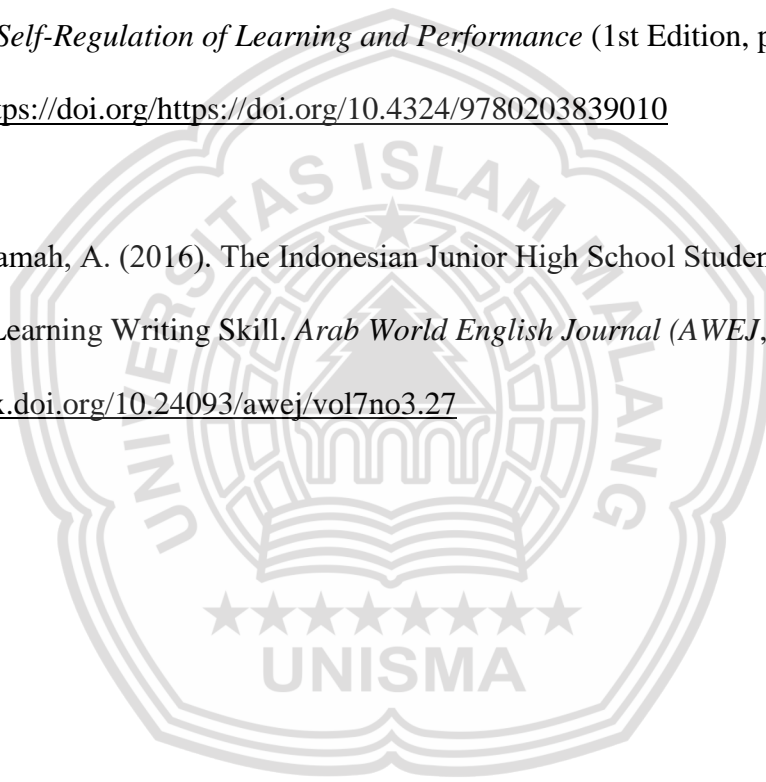 Self-Regulation of Learning and Performance (1st Edition, p
tps://doi.org/https://doi.org/10.4324/9780203839010
amah, A. (2016). The Indonesian Junior High School Studen
Learning Writing Skill. Arab World English Journal (AWEJ,
x.doi.org/10.24093/awej/vol7no3.27
UNIVERSITAS ISLAM MALANG
UNISMA